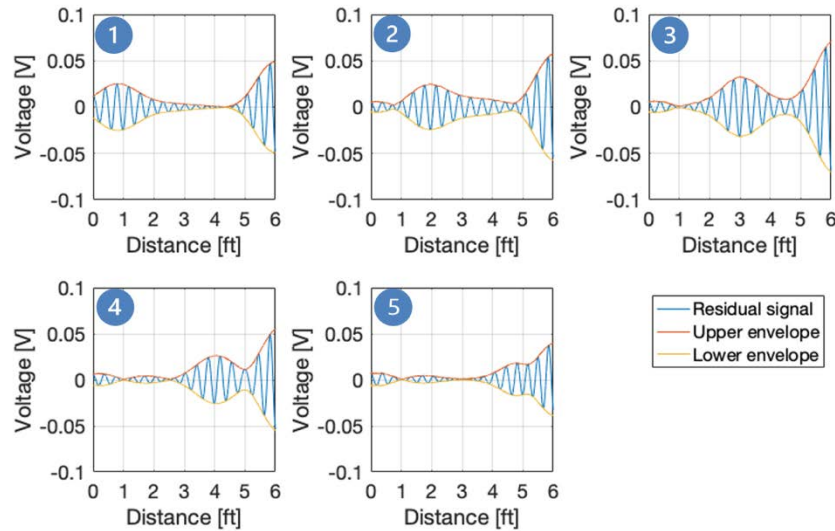 1
Voltage [V]
0.1
0.05
0
-0.05
-0.1
0 1 2 3 4 5 6
Distance [ft]
2
Voltage [V]
0.1
0.05
0
-0.05
-0.1
0 1 2 3 4 5 6
Distance [ft]
3
Voltage [V]
0.1
0.05
0
-0.05
-0.1
0 1 2 3 4 5 6
Distance [ft]
4
Voltage [V]
0.1
0.05
0
-0.05
-0.1
0 1 2 3 4 5 6
Distance [ft]
5
Voltage [V]
0.1
0.05
0
-0.05
-0.1
0 1 2 3 4 5 6
Distance [ft]
Residual signal
Upper envelope
Lower envelope